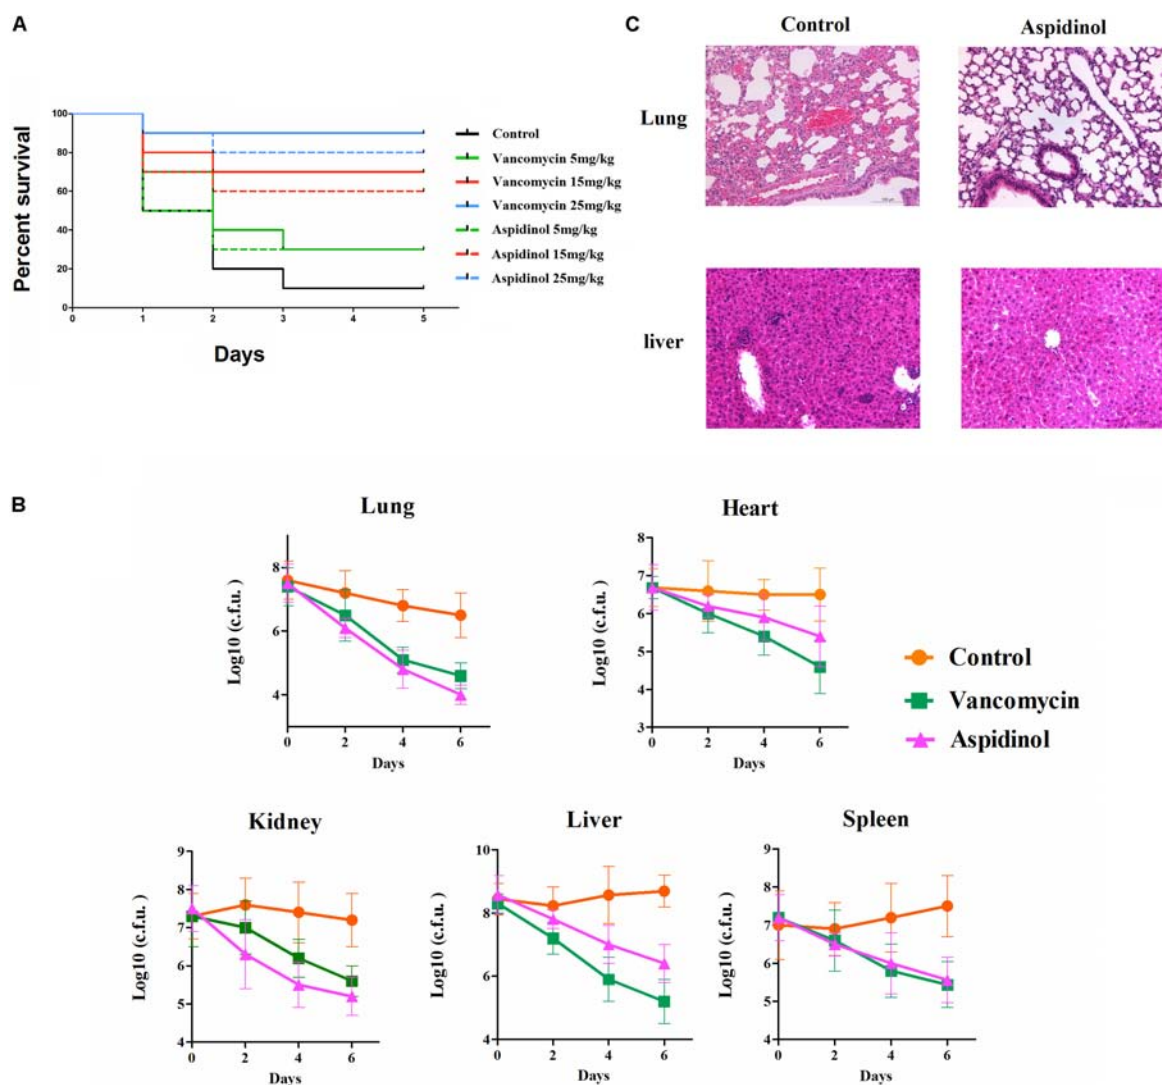 A
Percent survival
100
80
60
40
20
0
0 1 2 3 4 5
Days
Control
Vancomycin 5mg/kg
Vancomycin 15mg/kg
Vancomycin 25mg/kg
Aspidinol 5mg/kg
Aspidinol 15mg/kg
Aspidinol 25mg/kg
C
Control Aspidinol
Lung
liver
B
Lung
Log10 (c.f.u.)
8
6
4
0 2 4 6
Days
Heart
Log10 (c.f.u.)
8
7
6
5
4
3
0 2 4 6
Days
Control
Vancomycin
Aspidinol
Kidney
Log10 (c.f.u.)
9
8
7
6
5
4
0 2 4 6
Days
Liver
Log10 (c.f.u.)
10
8
6
4
0 2 4 6
Days
Spleen
Log10 (c.f.u.)
9
8
7
6
5
4
0 2 4 6
Days